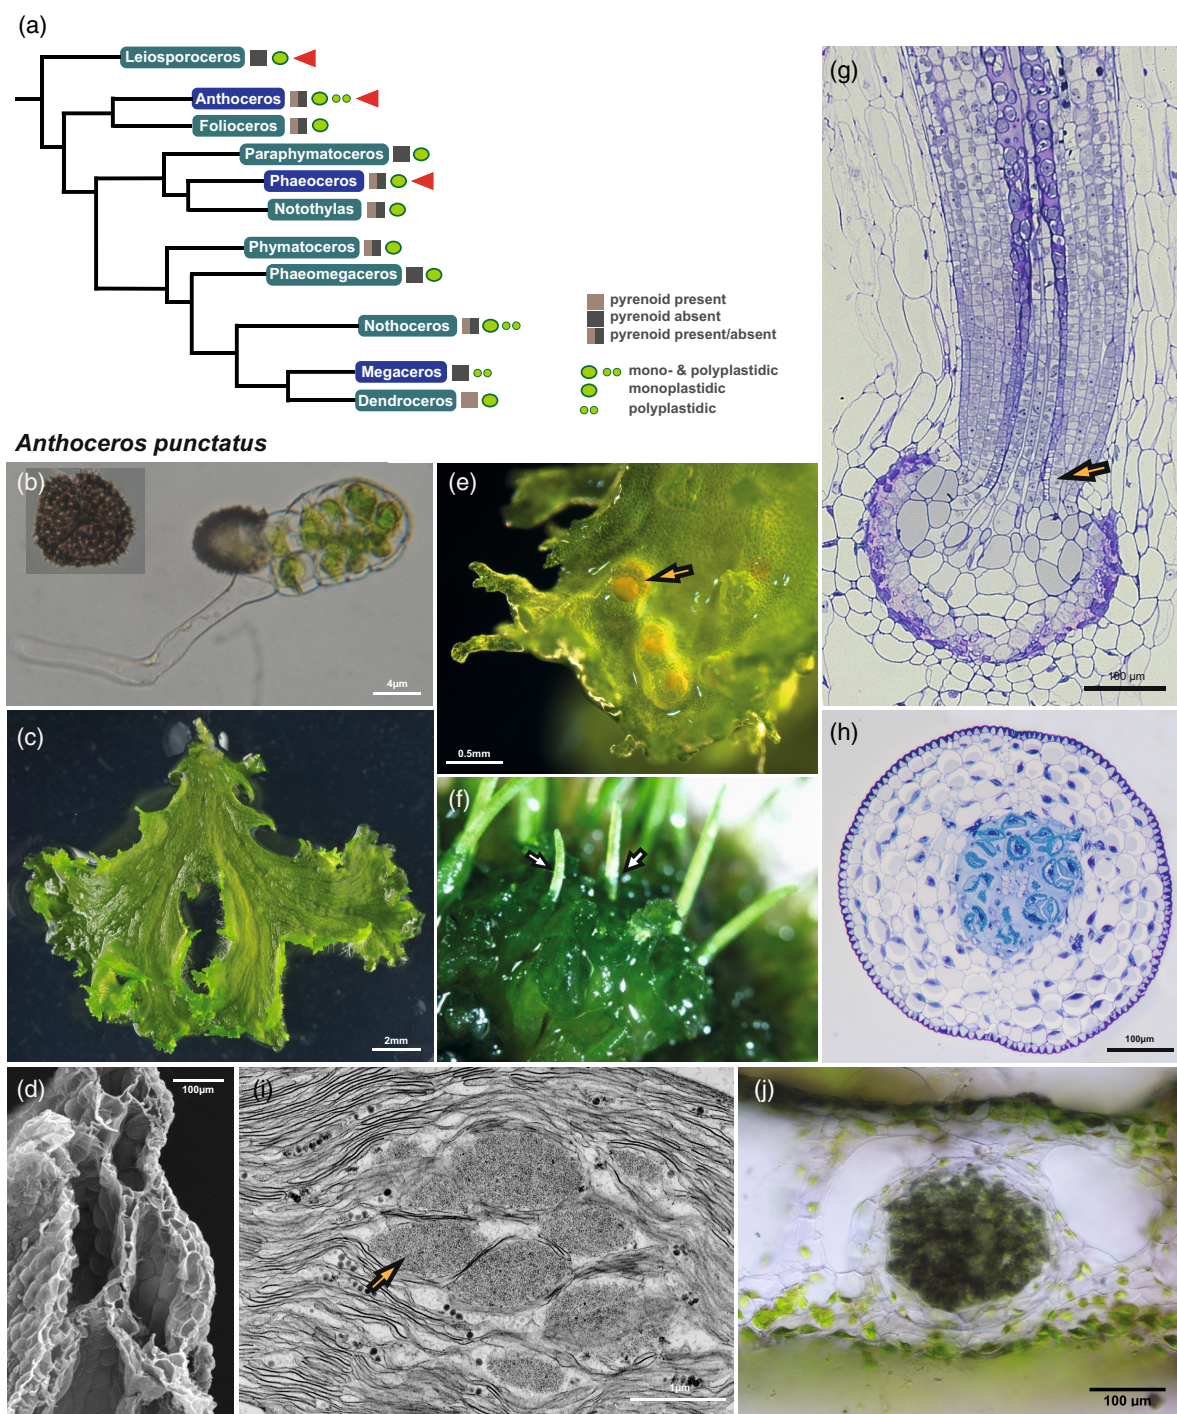 (a)
Leiosporoceros
Anthoceros
Folioceros
Paraphymatoceros
Phaeoceros
Notothylas
Phymatoceros
Phaeomegaceros
Nothoceros
Megaceros
Dendroceros
pyrenoid present
pyrenoid absent
pyrenoid present/absent
mono- & polyplastidic
monoplastidic
polyplastidic
Anthoceros punctatus
(b)
4µm
(c)
2mm
(d)
100µm
(e)
0.5mm
(f)
(g)
100 µm
(h)
100µm
(i)
1µm
(j)
100 µm